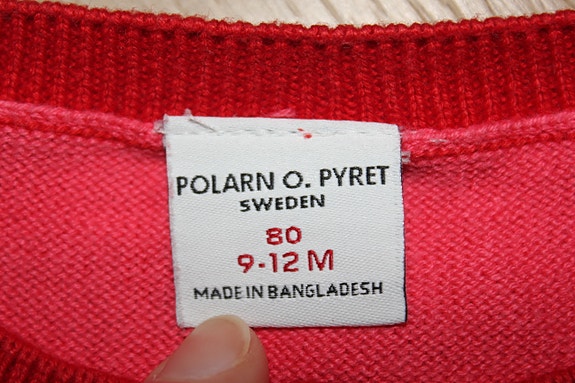 POLARN O. PYRET
SWEDEN
80
9-12 M
MADE IN BANGLADESH